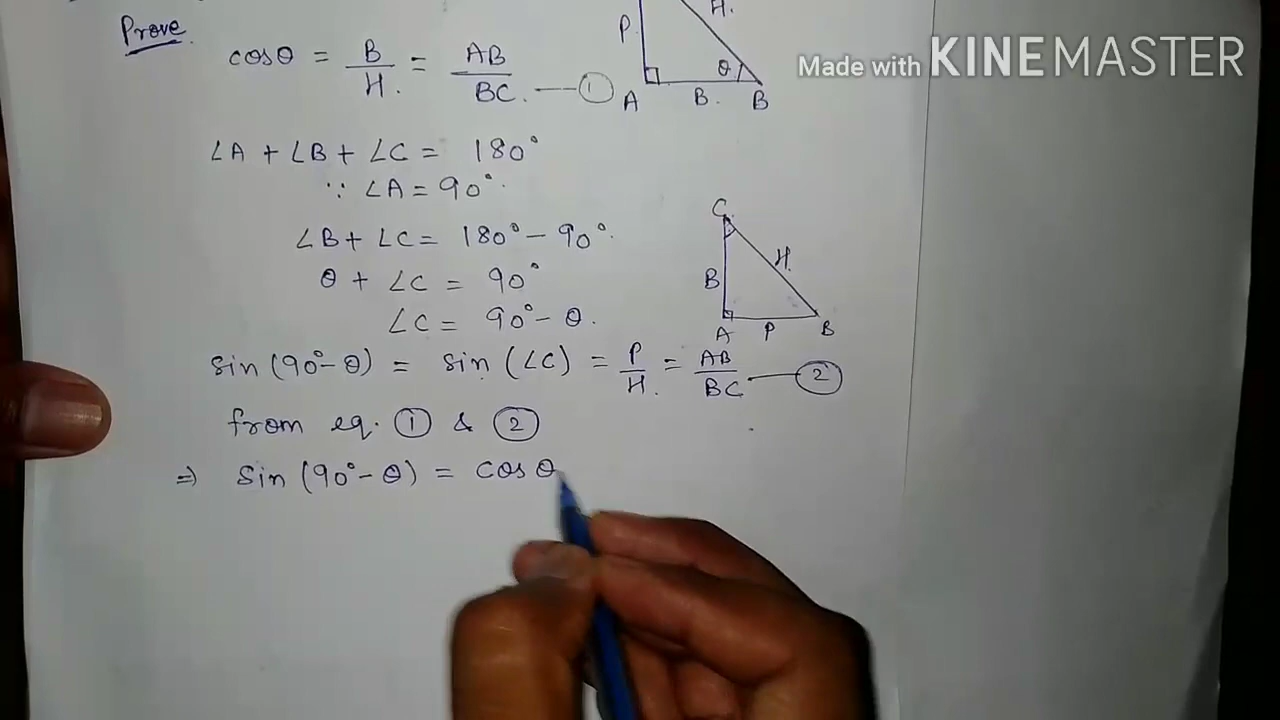 Prove
cosθ = B/H. = AB/BC. — ①
P. H. θ A B. B
∠A + ∠B + ∠C = 180°
∵ ∠A = 90°.
∠B + ∠C = 180° - 90°.
θ + ∠C = 90°
∠C = 90° - θ.
C. B H. A P B
sin (90° - θ) = sin (∠C) = P/H. = AB/BC — ②
from eq. ① & ②
⇒ sin (90° - θ) = cos θ
Made with KINEMASTER